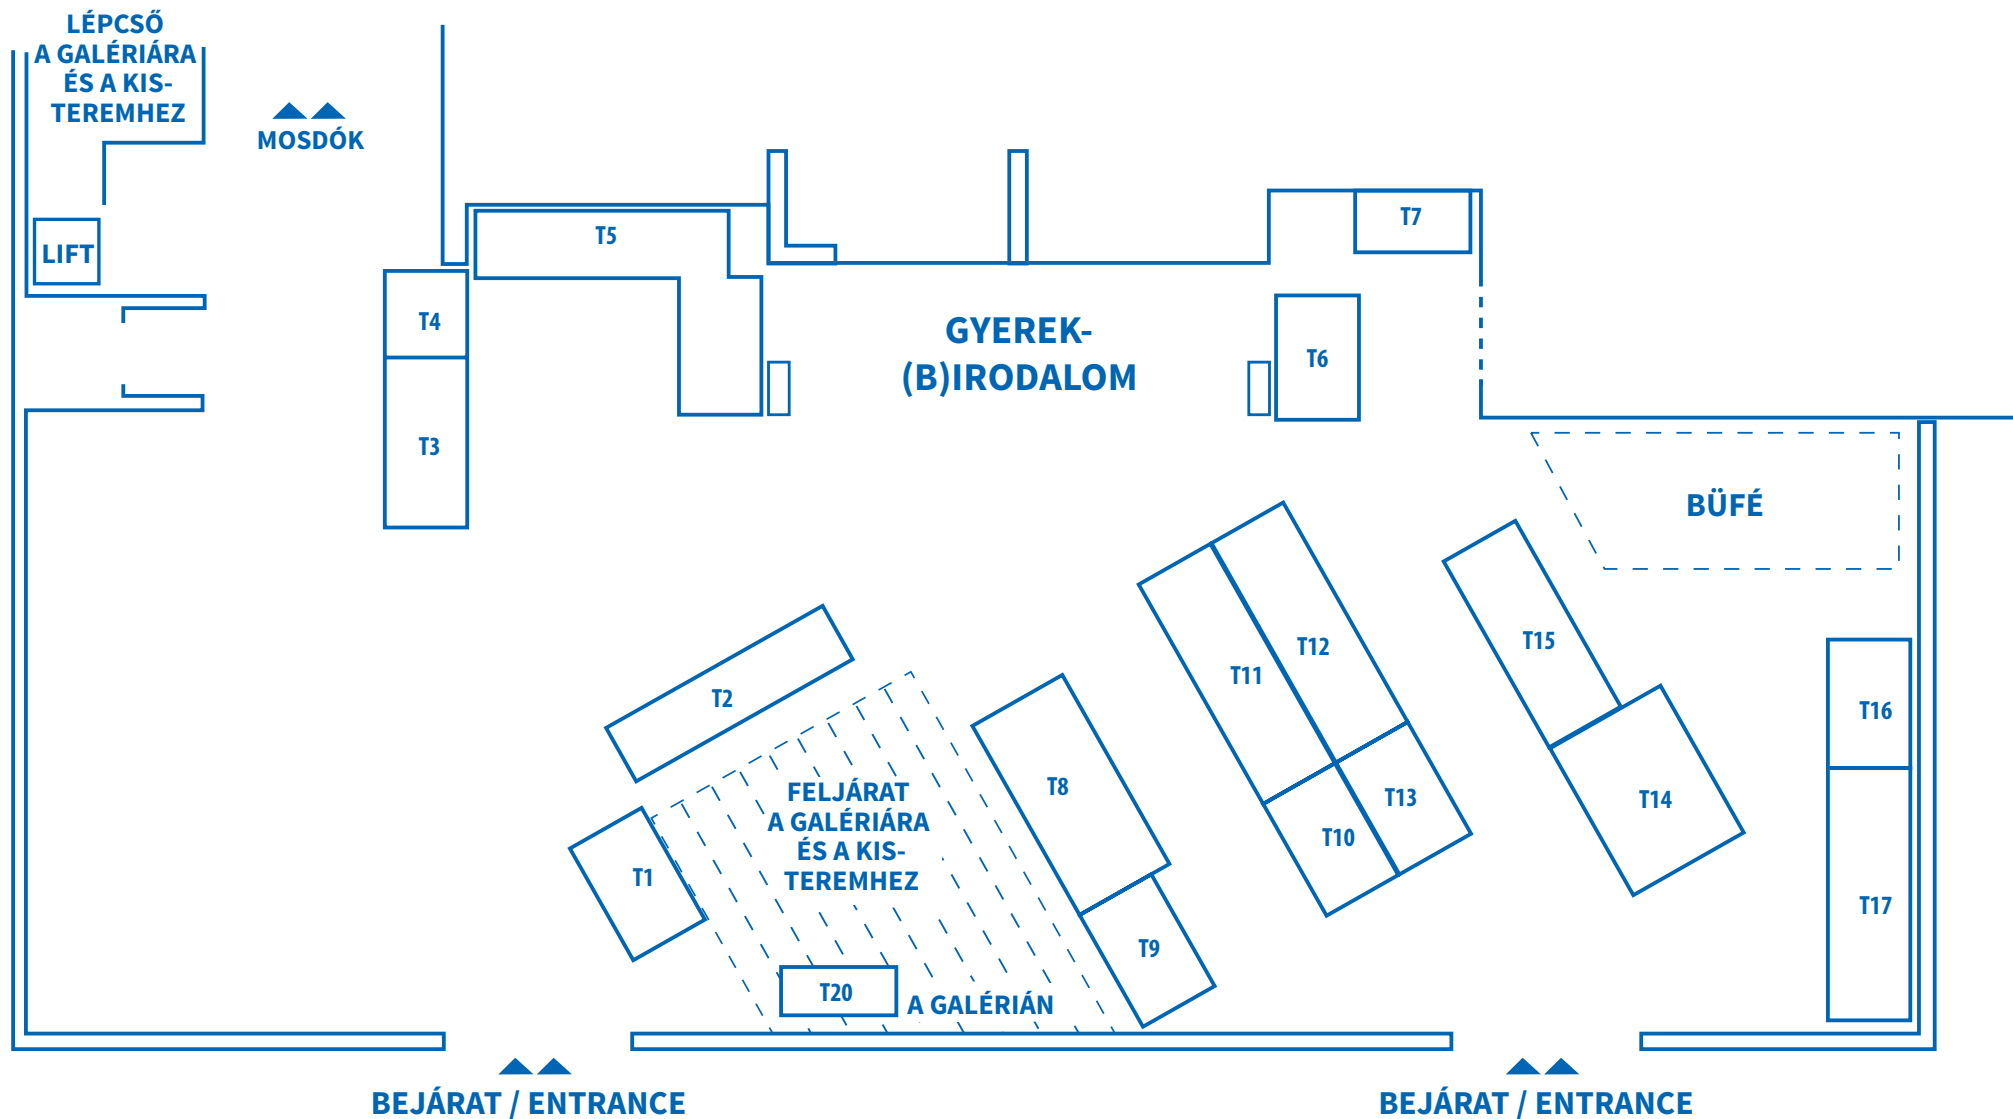 LÉPCSŐ
A GALÉRIÁRA
ÉS A KIS-
TEREMHEZ
MOSDÓK
LIFT
T5
T7
T4
GYEREK-
(B)IRODALOM
T6
T3
BÜFÉ
T2
T15
T12
T11
T16
FELJÁRAT
A GALÉRIÁRA
ÉS A KIS-
TEREMHEZ
T8
T13
T14
T10
T1
T17
T9
T20
A GALÉRIÁN
BEJÁRAT / ENTRANCE
BEJÁRAT / ENTRANCE